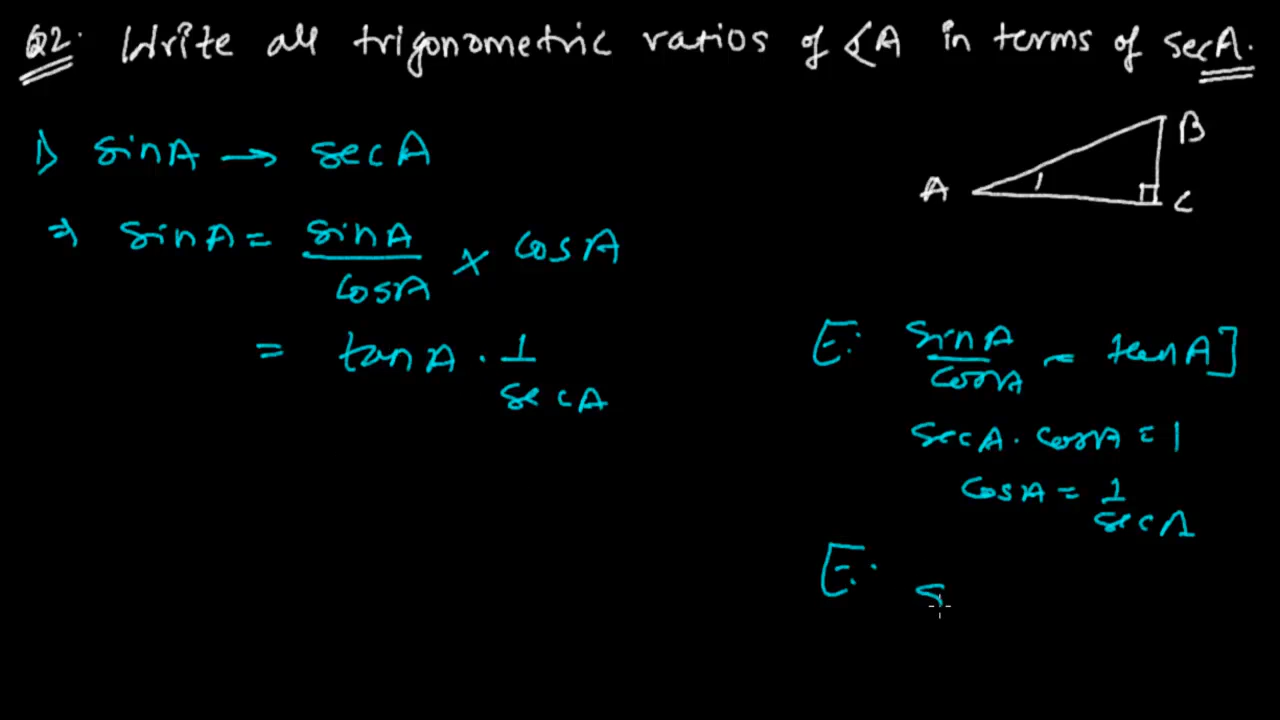 Q2. Write all trigonometric ratios of ∢A in terms of secA.
1) sinA → secA
⇒ sinA = sinA/cosA × cosA
= tanA · 1/secA
A
B
C
∵ sinA/cosA = tanA]
secA · cosA = 1
cosA = 1/secA
∵ s